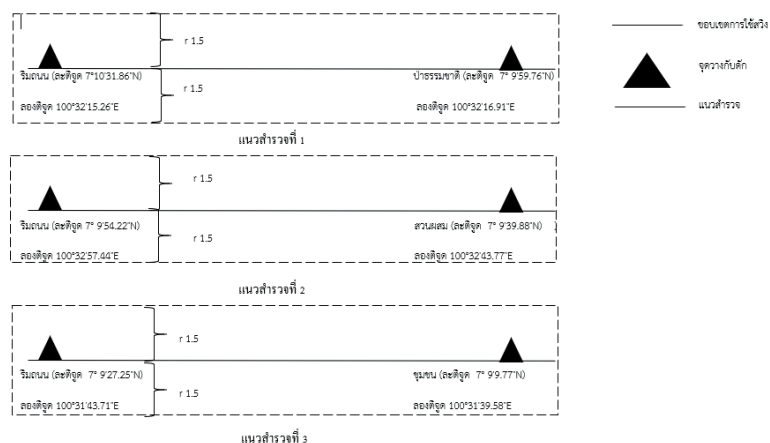 r 1.5
ริมถนน (ละติจูด 7°10'31.86"N)
ป่าธรรมชาติ (ละติจูด 7° 9'59.76"N)
r 1.5
ลองติจูด 100°32'15.26"E
ลองติจูด 100°32'16.91"E
แนวสำรวจที่ 1
r 1.5
ริมถนน (ละติจูด 7° 9'54.22"N)
สวนผสม (ละติจูด 7° 9'39.88"N)
r 1.5
ลองติจูด 100°32'57.44"E
ลองติจูด 100°32'43.77"E
แนวสำรวจที่ 2
r 1.5
ริมถนน (ละติจูด 7° 9'27.25"N)
ชุมชน (ละติจูด 7° 9'9.77"N)
r 1.5
ลองติจูด 100°31'43.71"E
ลองติจูด 100°31'39.58"E
แนวสำรวจที่ 3
ขอบเขตการใช้สวิง
จุดวางกับดัก
แนวสำรวจ